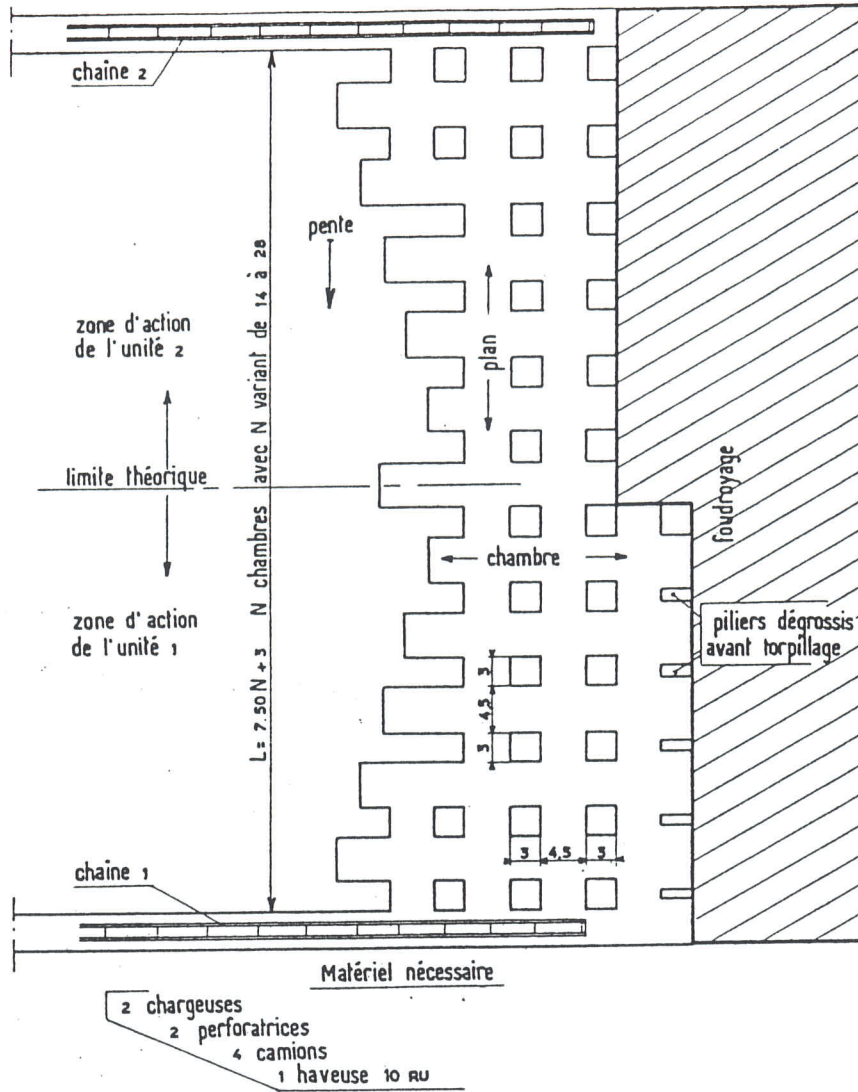 chaîne 2
pente
zone d'action
de l'unité 2
plan
L= 7.50 N + 3 N chambres avec N variant de 14 à 28
limite théorique
foudroyage
chambre
zone d'action
de l'unité 1
piliers dégrossis
avant torpillage
3
4,5
3
3 4,5 3
chaîne 1
Matériel nécessaire
2 chargeuses
2 perforatrices
4 camions
1 haveuse 10 RU